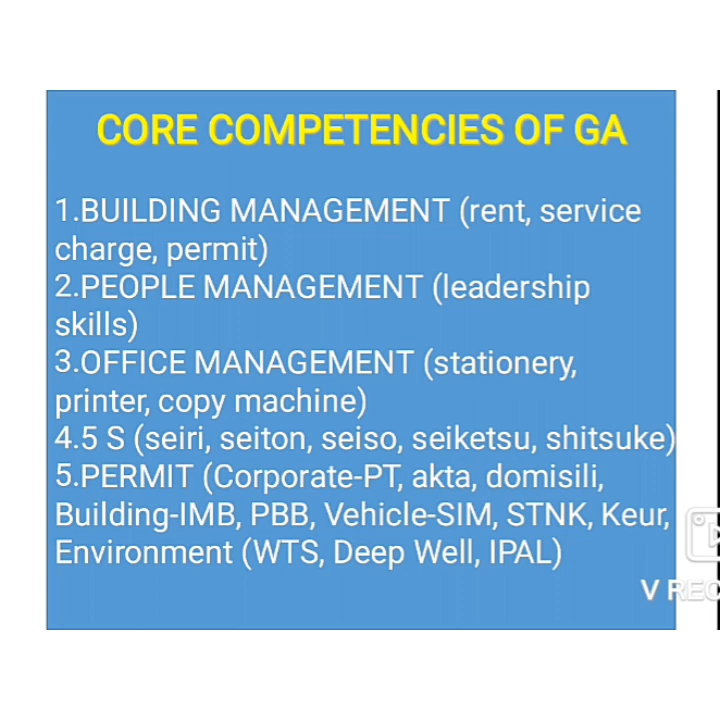 CORE COMPETENCIES OF GA
1.BUILDING MANAGEMENT (rent, service
charge, permit)
2.PEOPLE MANAGEMENT (leadership
skills)
3.OFFICE MANAGEMENT (stationery,
printer, copy machine)
4.5 S (seiri, seiton, seiso, seiketsu, shitsuke)
5.PERMIT (Corporate-PT, akta, domisili,
Building-IMB, PBB, Vehicle-SIM, STNK, Keur,
Environment (WTS, Deep Well, IPAL)
V REC